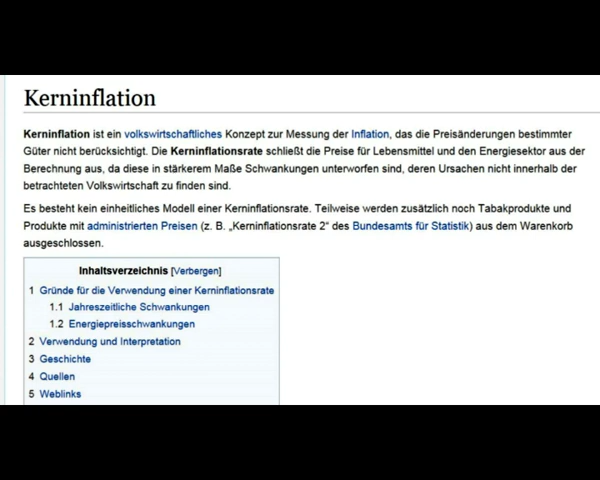 Kerninflation
Kerninflation ist ein volkswirtschaftliches Konzept zur Messung der Inflation, das die Preisänderungen bestimmter
Güter nicht berücksichtigt. Die Kerninflationsrate schließt die Preise für Lebensmittel und den Energiesektor aus der
Berechnung aus, da diese in stärkerem Maße Schwankungen unterworfen sind, deren Ursachen nicht innerhalb der
betrachteten Volkswirtschaft zu finden sind.
Es besteht kein einheitliches Modell einer Kerninflationsrate. Teilweise werden zusätzlich noch Tabakprodukte und
Produkte mit administrierten Preisen (z. B. „Kerninflationsrate 2“ des Bundesamts für Statistik) aus dem Warenkorb
ausgeschlossen.
Inhaltsverzeichnis [Verbergen]
1 Gründe für die Verwendung einer Kerninflationsrate
1.1 Jahreszeitliche Schwankungen
1.2 Energiepreisschwankungen
2 Verwendung und Interpretation
3 Geschichte
4 Quellen
5 Weblinks